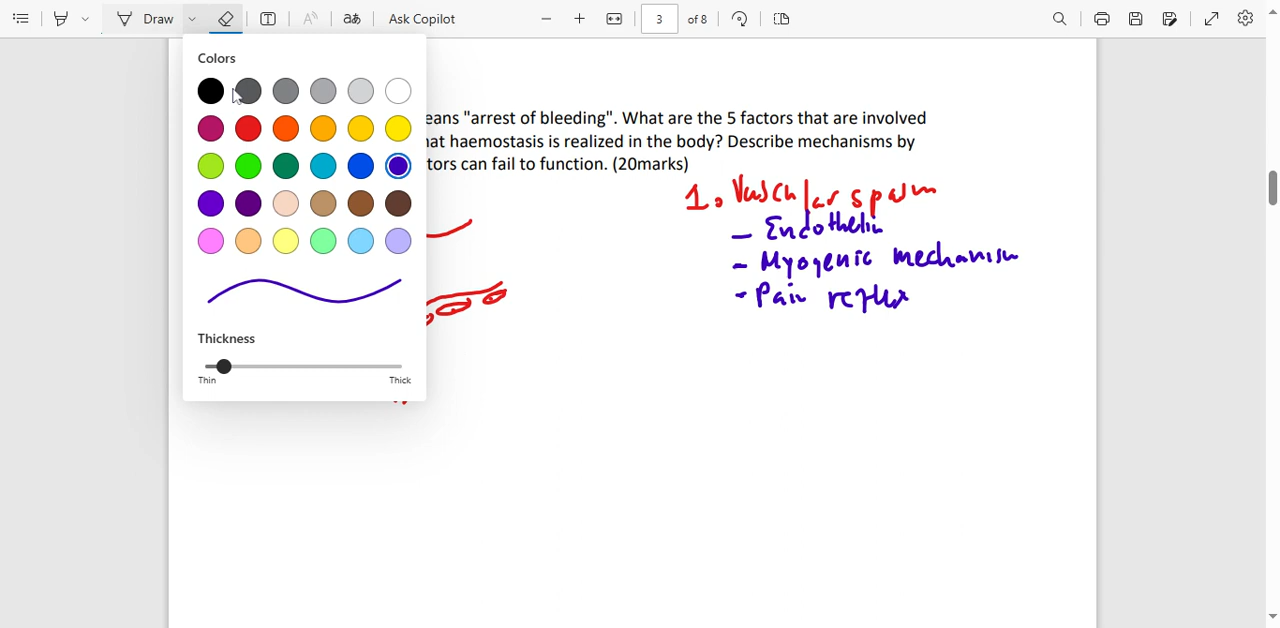 Draw
Ask Copilot
3 of 8
Colors
Thickness
Thin
Thick
eans "arrest of bleeding". What are the 5 factors that are involved
at haemostasis is realized in the body? Describe mechanisms by
tors can fail to function. (20marks)
1. Vascular spasm
- Endothelin
- Myogenic mechanism
- Pain reflex